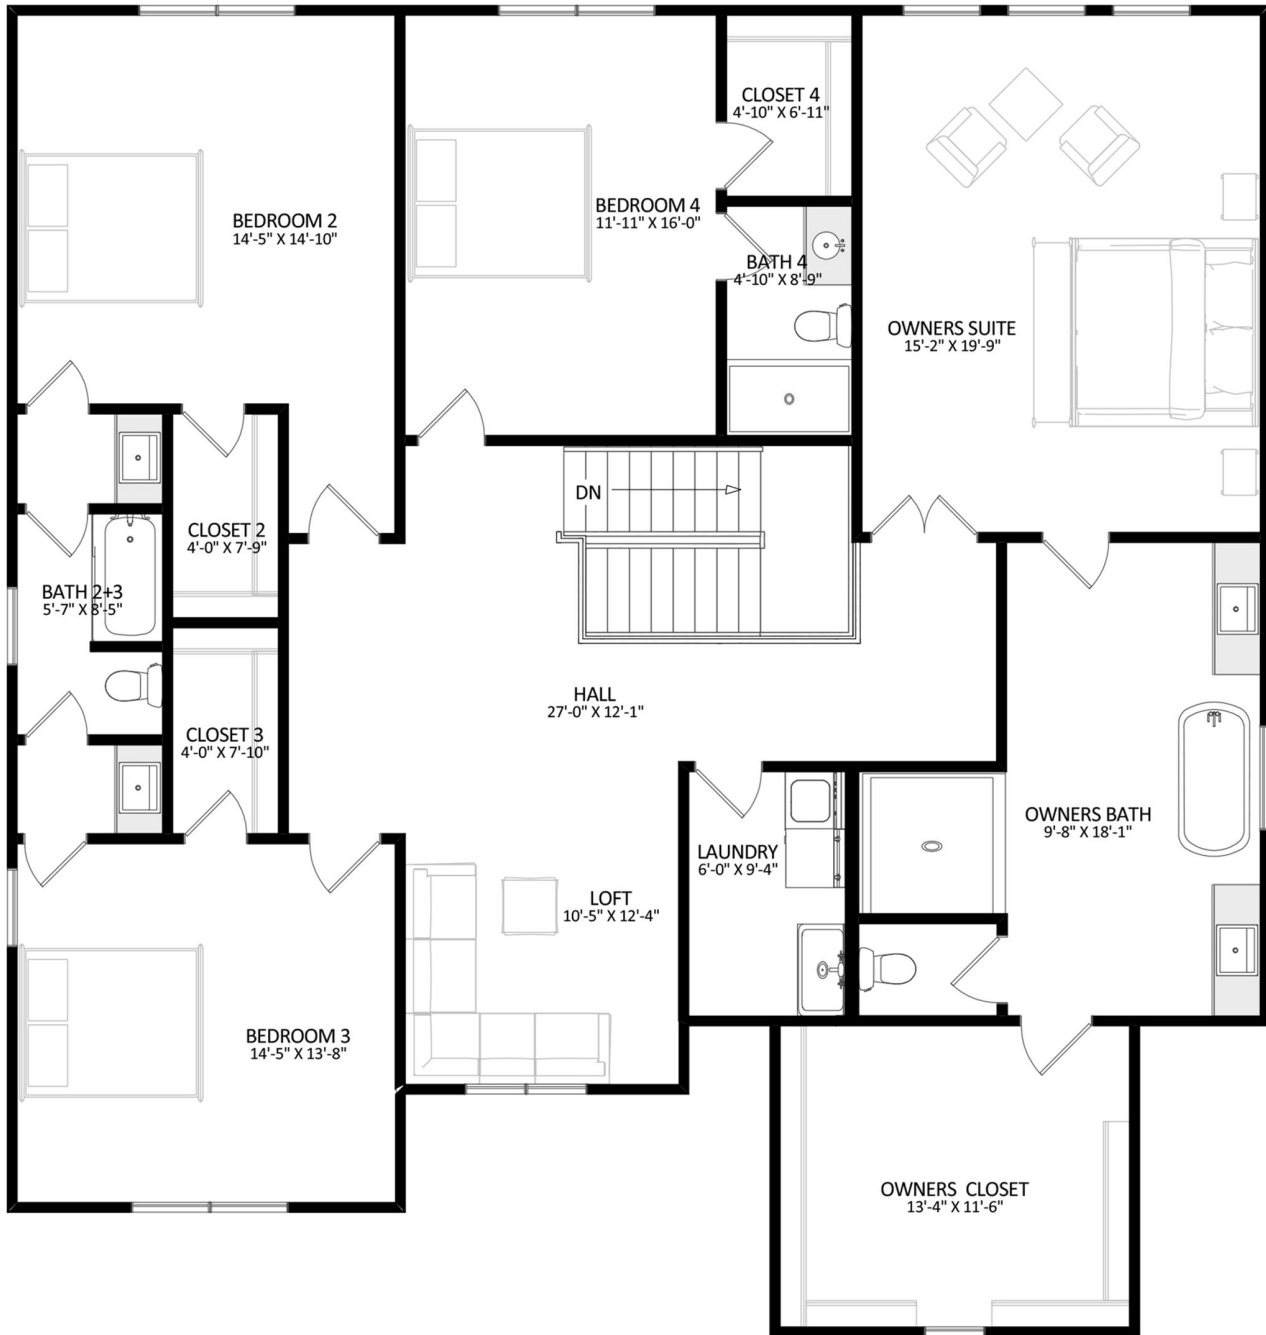 CLOSET 4
4'-10" X 6'-11"
BEDROOM 2
14'-5" X 14'-10"
BEDROOM 4
11'-11" X 16'-0"
BATH 4
4'-10" X 8'-9"
OWNERS SUITE
15'-2" X 19'-9"
DN
CLOSET 2
4'-0" X 7'-9"
BATH 2+3
5'-7" X 8'-5"
HALL
27'-0" X 12'-1"
CLOSET 3
4'-0" X 7'-10"
OWNERS BATH
9'-8" X 18'-1"
LAUNDRY
6'-0" X 9'-4"
LOFT
10'-5" X 12'-4"
BEDROOM 3
14'-5" X 13'-8"
OWNERS CLOSET
13'-4" X 11'-6"